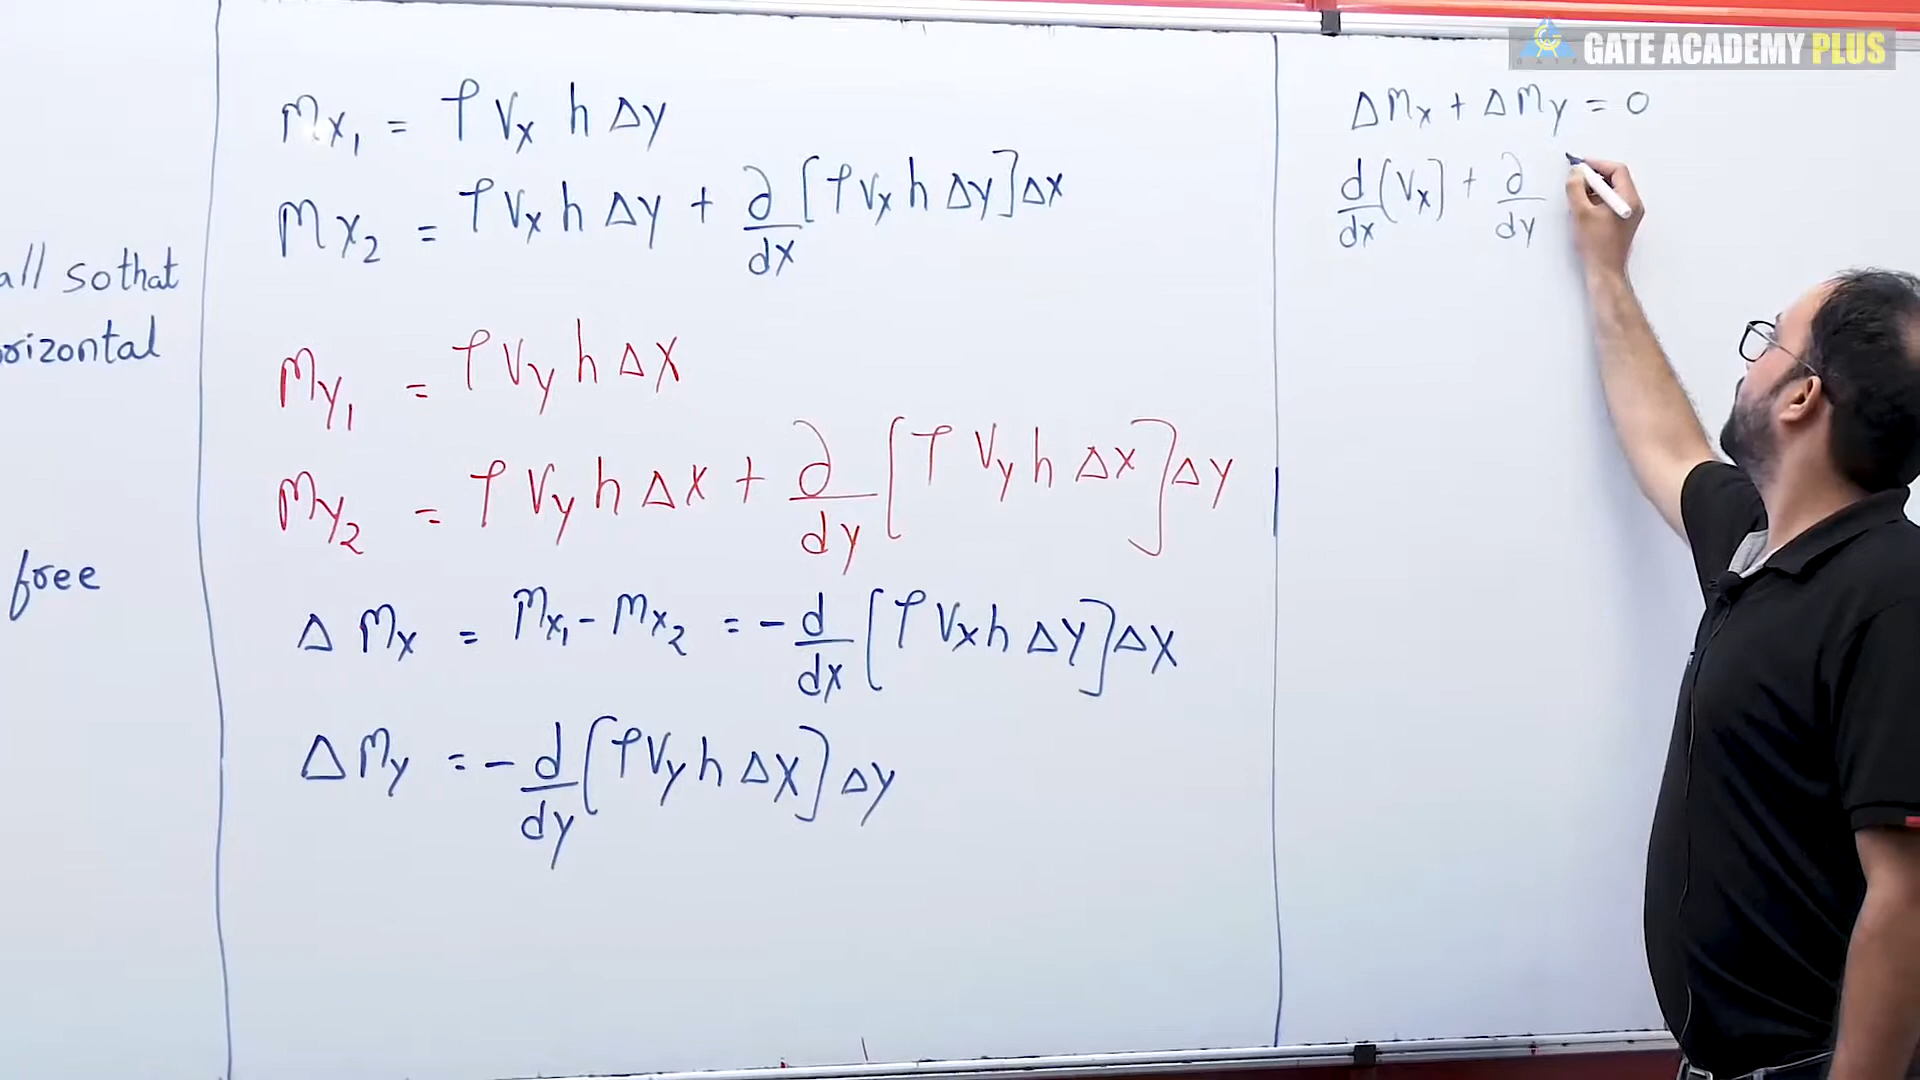 all so that
orizontal
free
Mx₁ = ρ Vx h Δy
Mx₂ = ρ Vx h Δy + ∂/dx [ρ Vx h Δy] Δx
My₁ = ρ Vy h Δx
My₂ = ρ Vy h Δx + ∂/dy [ρ Vy h Δx] Δy
Δ Mx = Mx₁ - Mx₂ = - d/dx [ρ Vx h Δy] Δx
Δ My = - d/dy [ρ Vy h Δx] Δy
GATE ACADEMY PLUS
ΔMx + ΔMy = 0
d/dx (Vx) + ∂/dy